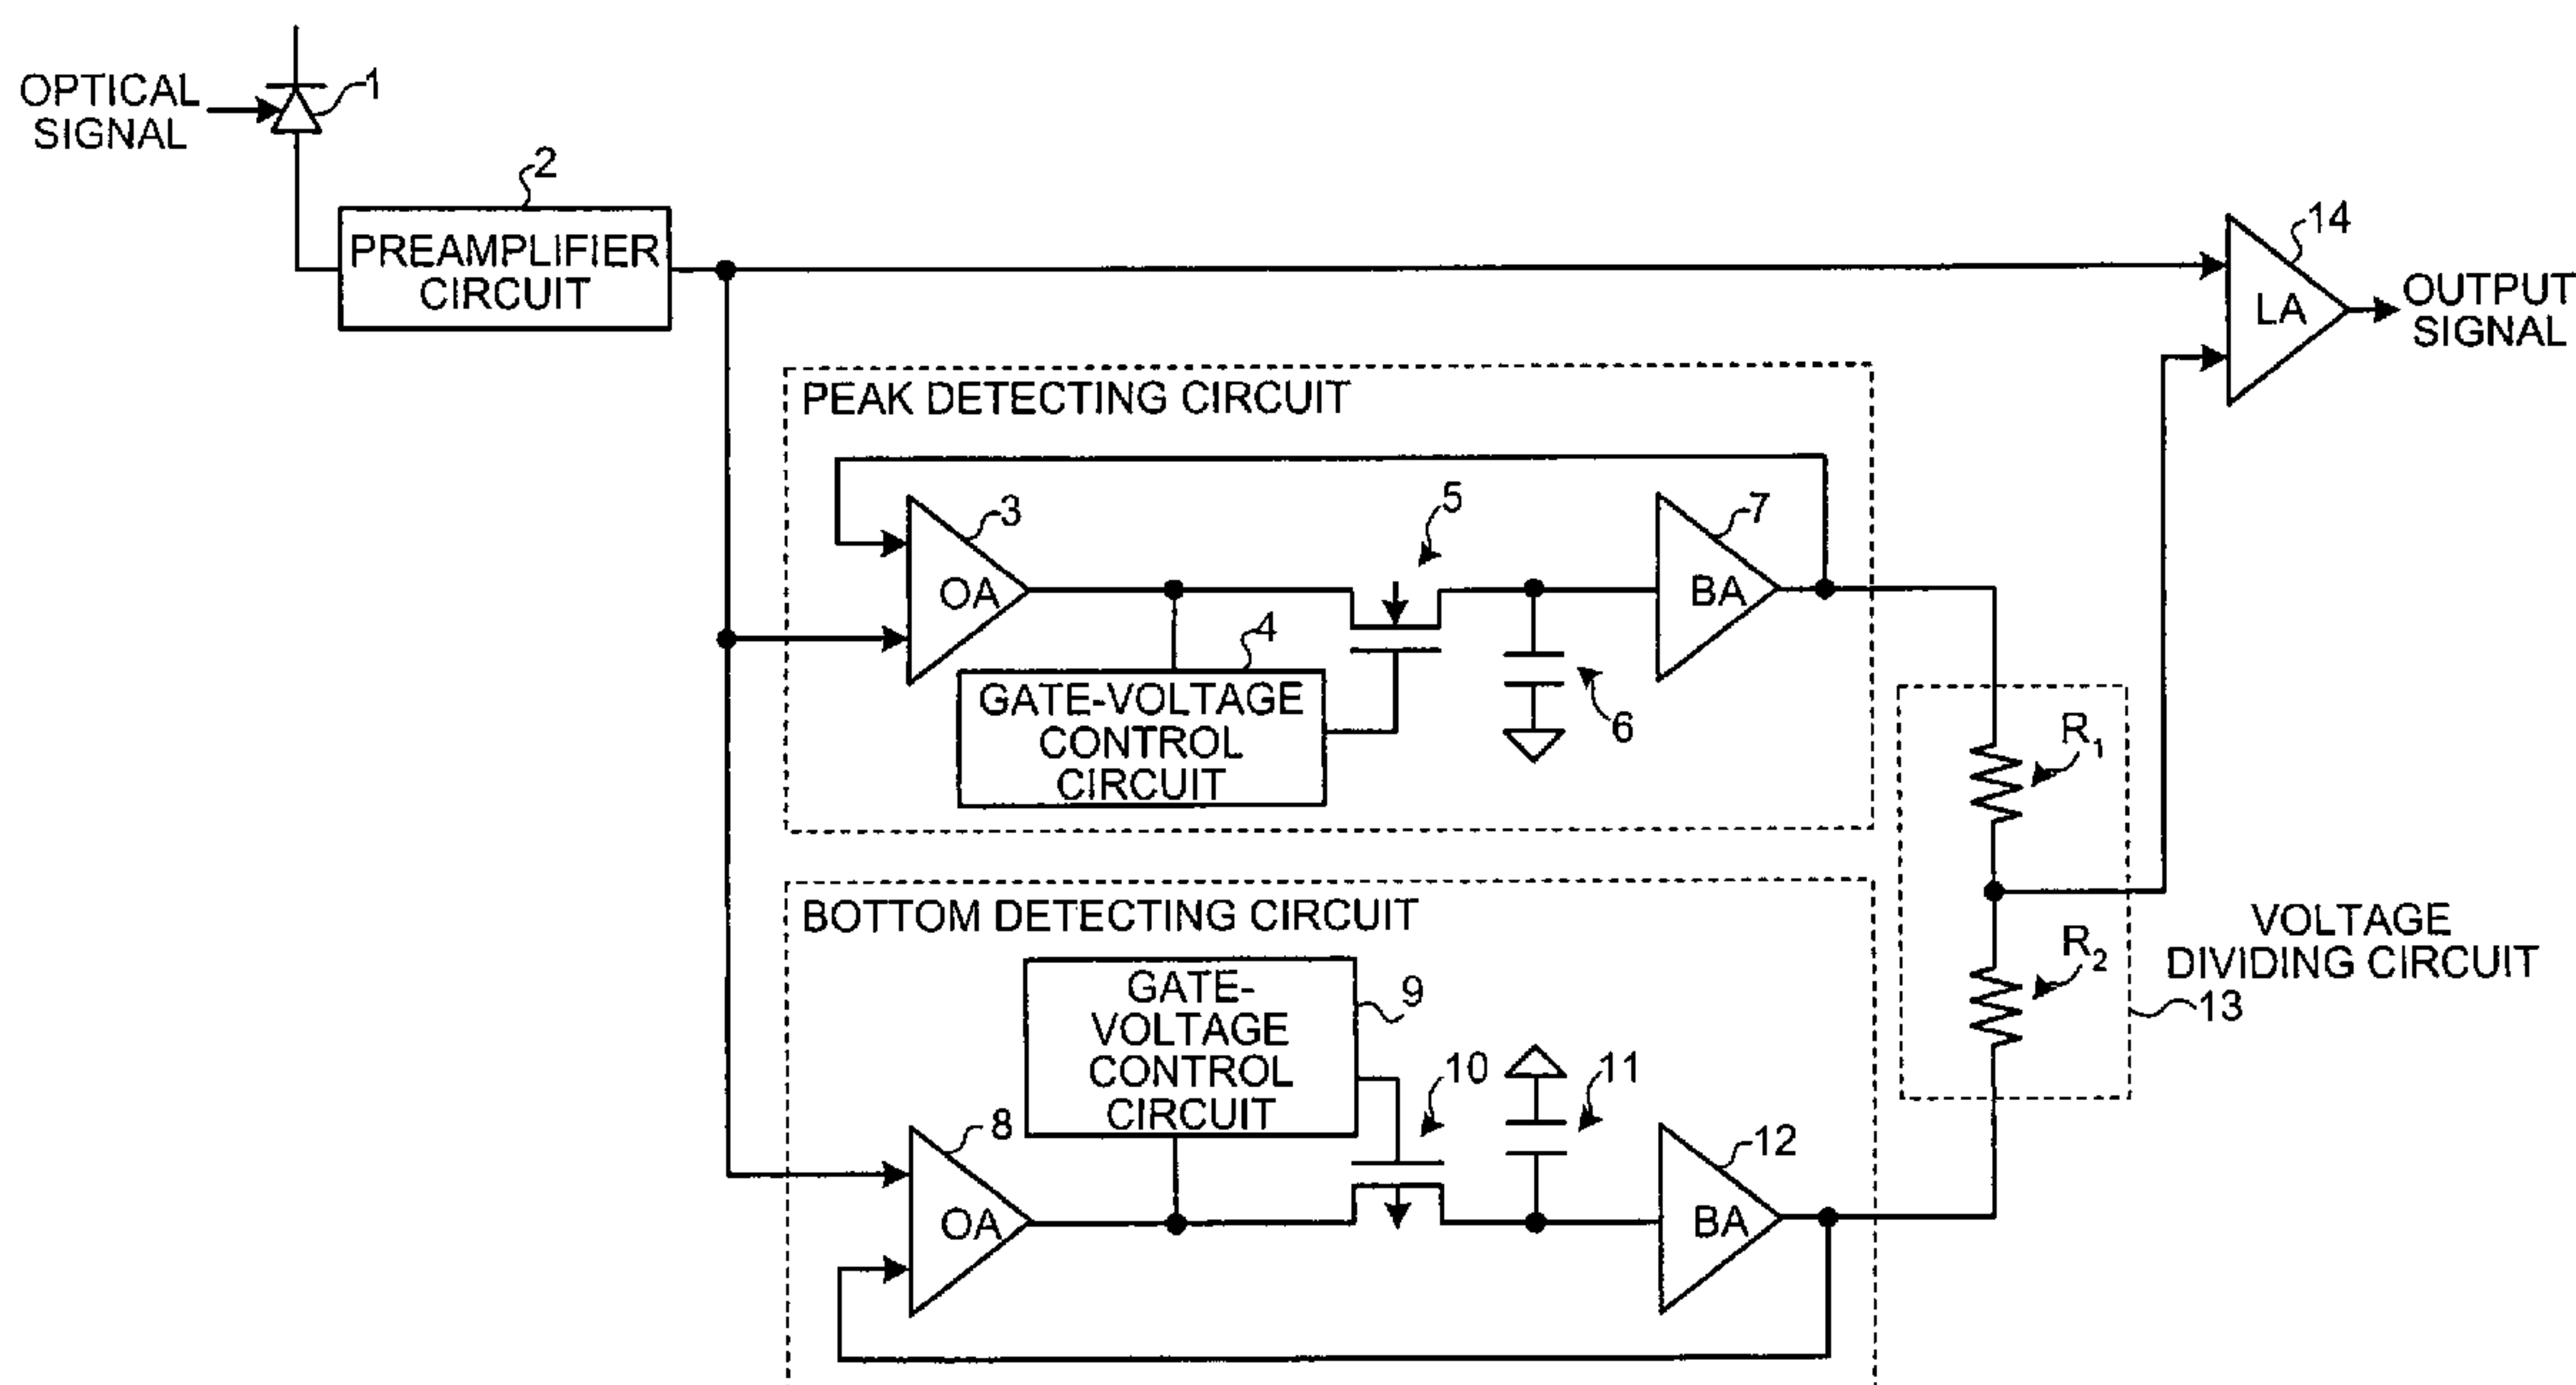 OPTICAL
SIGNAL
1
2
PREAMPLIFIER
CIRCUIT
14
LA
OUTPUT
SIGNAL
PEAK DETECTING CIRCUIT
3
OA
5
7
BA
4
GATE-VOLTAGE
CONTROL
CIRCUIT
6
R1
BOTTOM DETECTING CIRCUIT
VOLTAGE
DIVIDING CIRCUIT
R2
13
GATE-
VOLTAGE
CONTROL
CIRCUIT
9
10
11
8
OA
12
BA